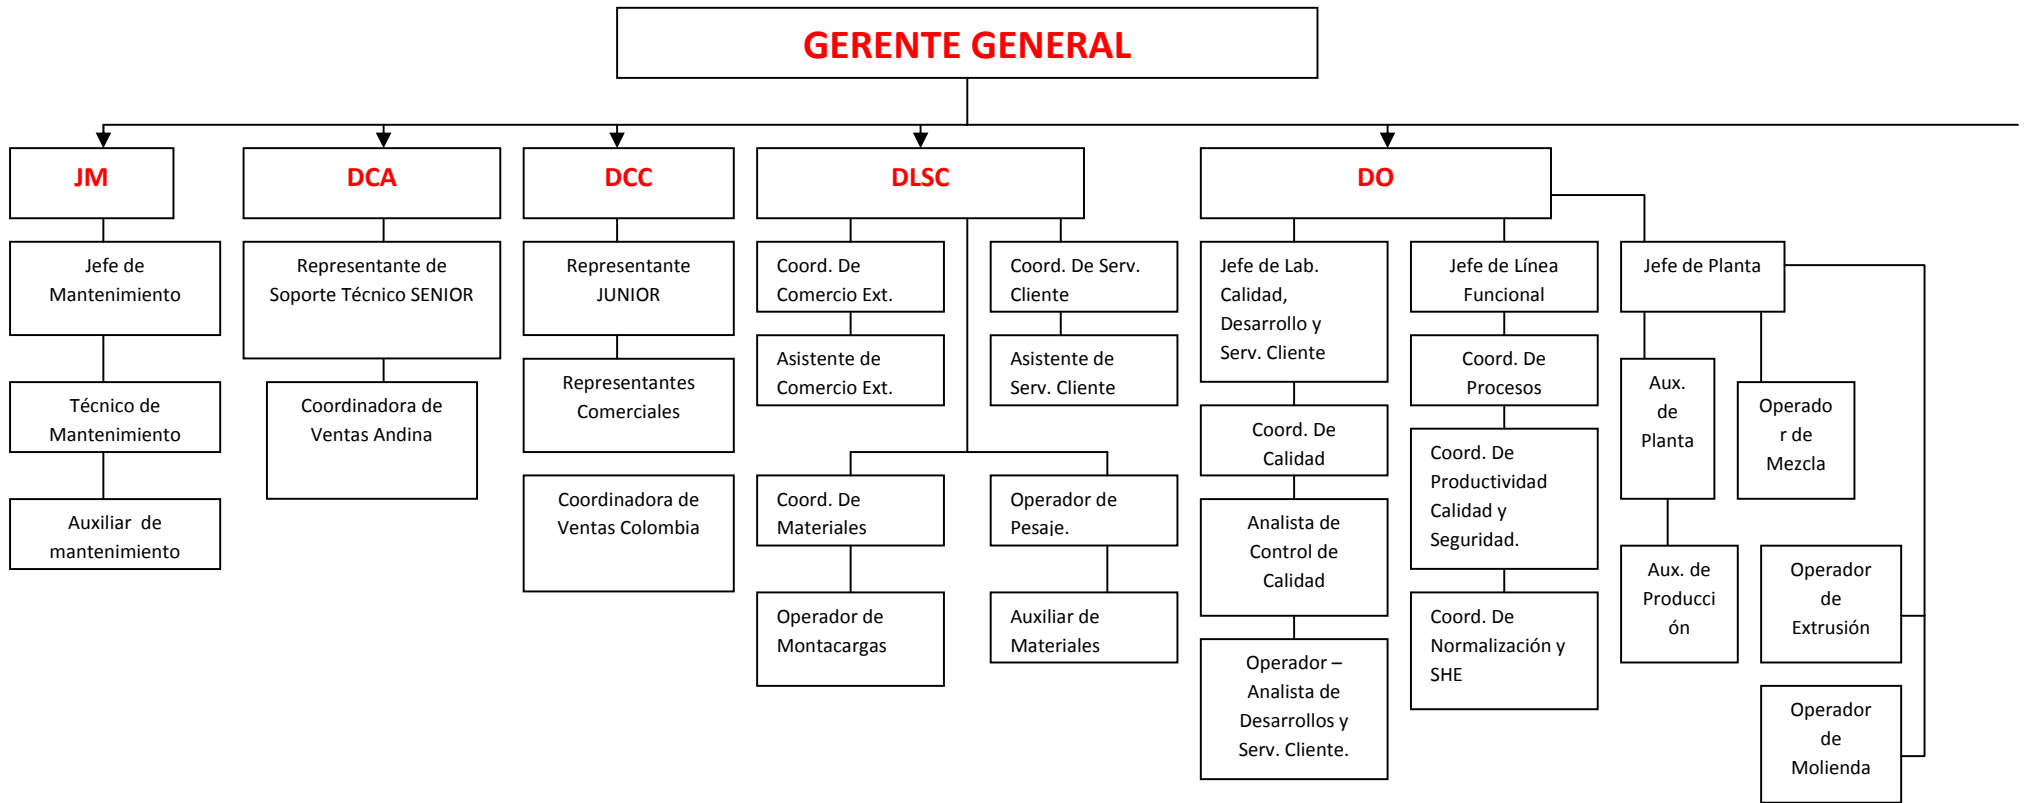 GERENTE GENERAL
JM
DCA
DCC
DLSC
DO
Jefe de
Mantenimiento
Representante de
Soporte Técnico SENIOR
Representante
JUNIOR
Coord. De
Comercio Ext.
Coord. De Serv.
Cliente
Jefe de Lab.
Calidad,
Desarrollo y
Serv. Cliente
Jefe de Línea
Funcional
Jefe de Planta
Asistente de
Comercio Ext.
Asistente de
Serv. Cliente
Coord. De
Procesos
Técnico de
Mantenimiento
Coordinadora de
Ventas Andina
Representantes
Comerciales
Aux.
de
Planta
Operado
r de
Mezcla
Coord. De
Calidad
Coord. De
Productividad
Calidad y
Seguridad.
Auxiliar  de
mantenimiento
Coordinadora de
Ventas Colombia
Coord. De
Materiales
Operador de
Pesaje.
Analista de
Control de
Calidad
Aux. de
Producci
ón
Operador
de
Extrusión
Operador de
Montacargas
Auxiliar de
Materiales
Coord. De
Normalización y
SHE
Operador –
Analista de
Desarrollos y
Serv. Cliente.
Operador
de
Molienda